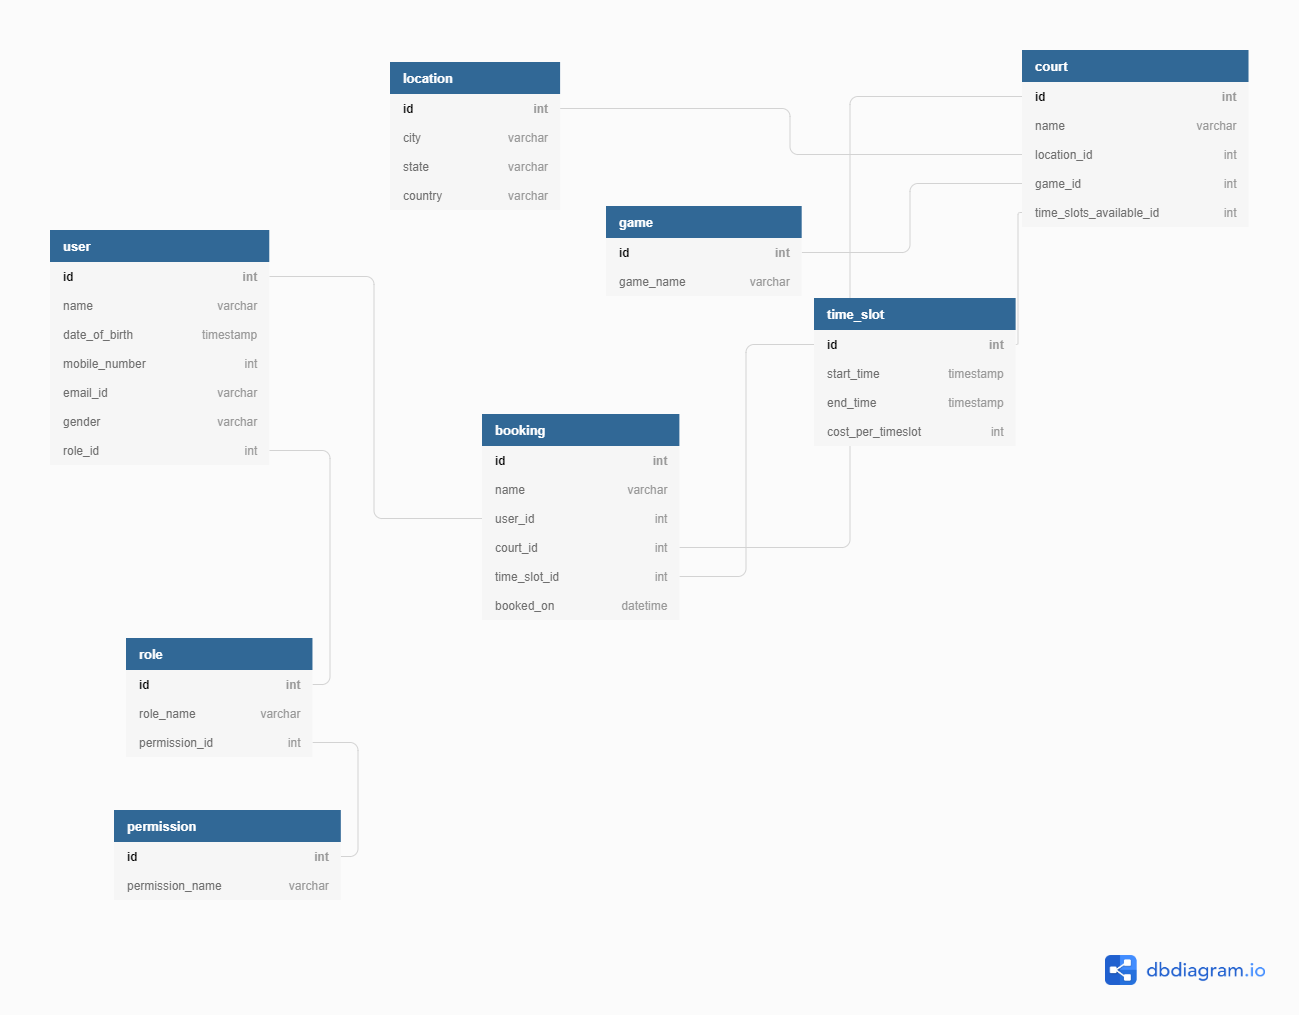 location
id int
city varchar
state varchar
country varchar
court
id int
name varchar
location_id int
game_id int
time_slots_available_id int
game
id int
game_name varchar
user
id int
name varchar
date_of_birth timestamp
mobile_number int
email_id varchar
gender varchar
role_id int
time_slot
id int
start_time timestamp
end_time timestamp
cost_per_timeslot int
booking
id int
name varchar
user_id int
court_id int
time_slot_id int
booked_on datetime
role
id int
role_name varchar
permission_id int
permission
id int
permission_name varchar
dbdiagram.io